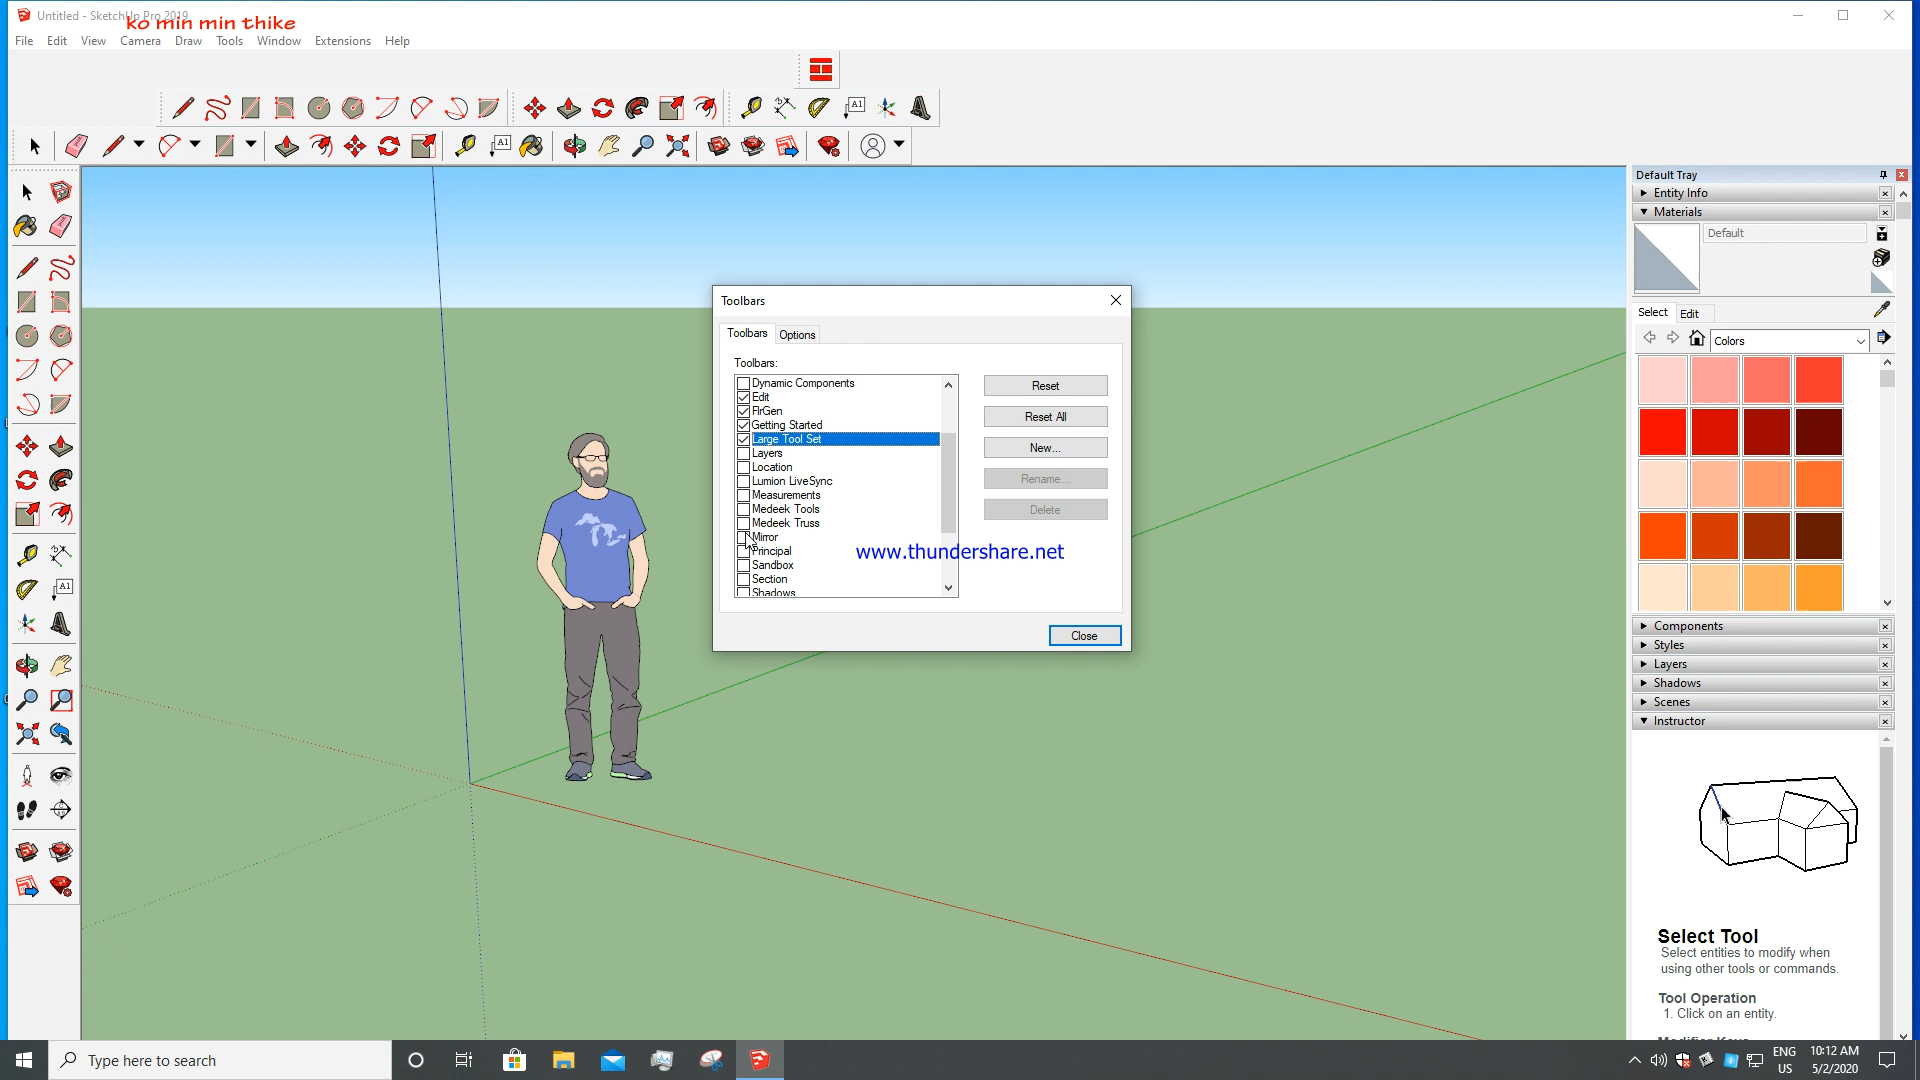 Untitled - SketchUp Pro 2019
ko min min thike
File Edit View Camera Draw Tools Window Extensions Help
A1
A1
Default Tray
Entity Info
Materials
Default
Select Edit
Colors
Toolbars
Toolbars Options
Toolbars:
Dynamic Components
Edit
FlrGen
Getting Started
Large Tool Set
Layers
Location
Lumion LiveSync
Measurements
Medeek Tools
Medeek Truss
Mirror
Principal
Sandbox
Section
Shadows
Reset
Reset All
New...
Rename...
Delete
www.thundershare.net
Close
A1
Components
Styles
Layers
Shadows
Scenes
Instructor
Select Tool
Select entities to modify when
using other tools or commands.
Tool Operation
1. Click on an entity.
Type here to search
ENG
US
10:12 AM
5/2/2020